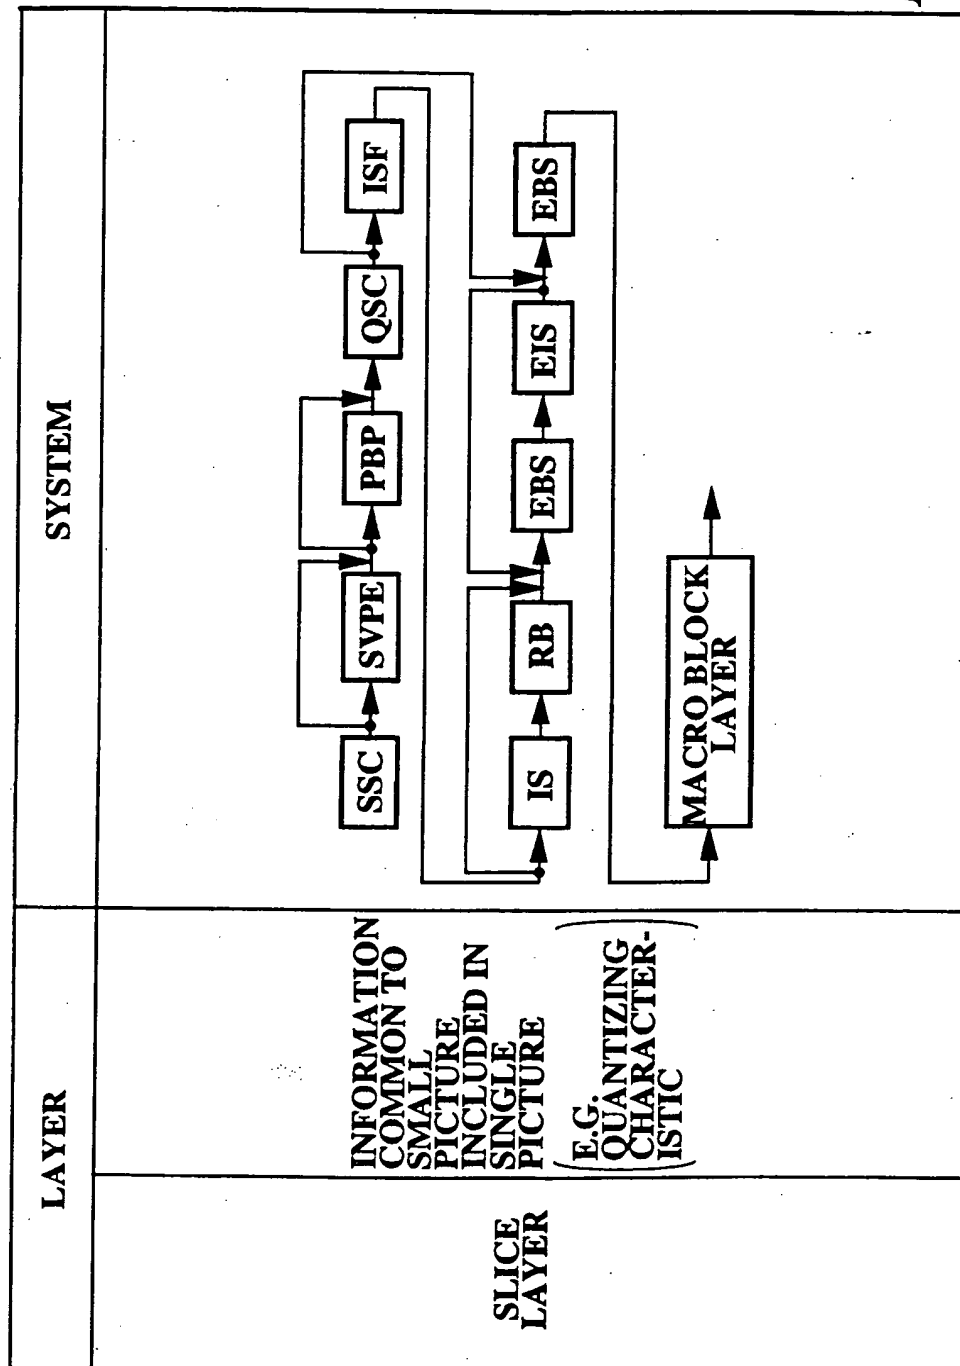 LAYER
SYSTEM
SLICE
LAYER
INFORMATION
COMMON TO
SMALL
PICTURE
INCLUDED IN
SINGLE
PICTURE
E.G.
QUANTIZING
CHARACTER-
ISTIC
SSC
SVPE
PBP
QSC
ISF
IS
RB
EBS
EIS
EBS
MACRO BLOCK
LAYER